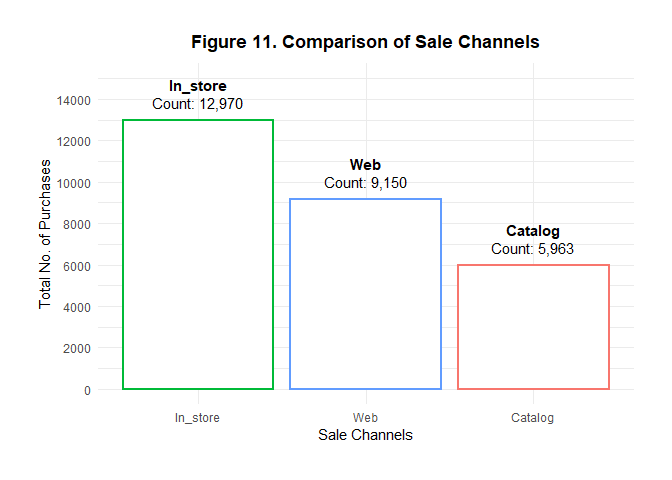 Figure 11. Comparison of Sale Channels
In_store
Count: 12,970
Web
Count: 9,150
Catalog
Count: 5,963
Total No. of Purchases
14000
12000
10000
8000
6000
4000
2000
0
In_store
Web
Catalog
Sale Channels